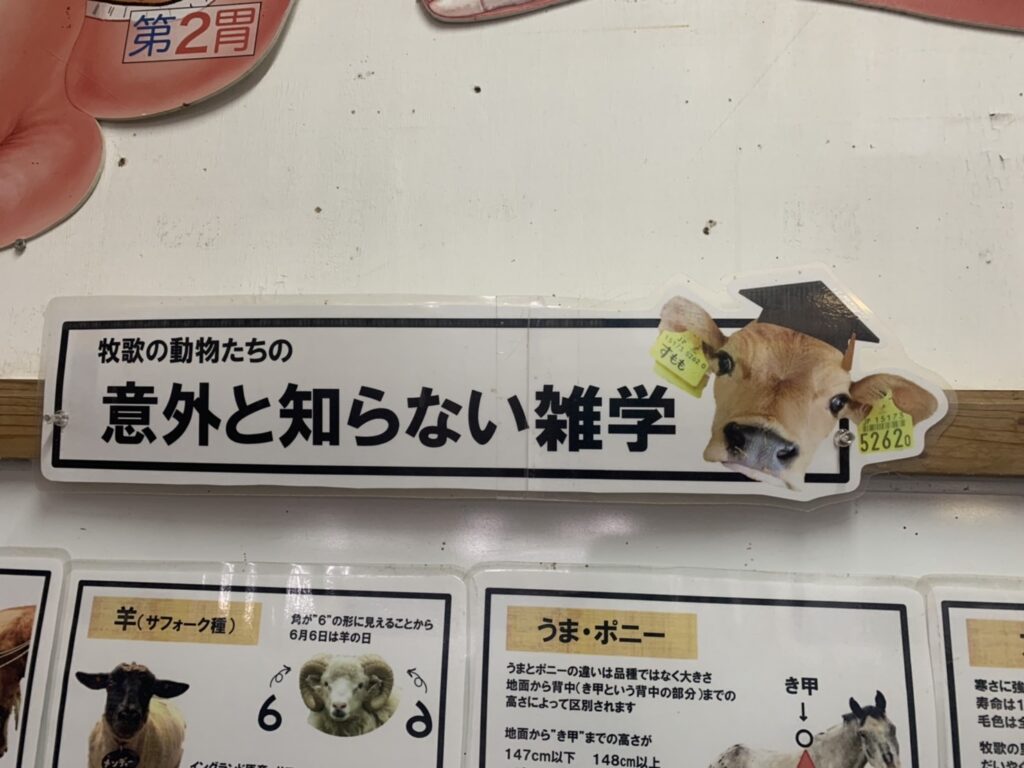 第2胃
牧歌の動物たちの
意外と知らない雑学
すもも
15173
52620
羊(サフォーク種)
角が"6"の形に見えることから
6月6日は羊の日
6
6
うま・ポニー
うまとポニーの違いは品種ではなく大きさ
地面から背中(き甲という背中の部分)までの
高さによって区別されます
き甲
地面から"き甲"までの高さが
147cm以下 148cm以上
寒さに強
寿命は1
毛色は全
牧歌の里